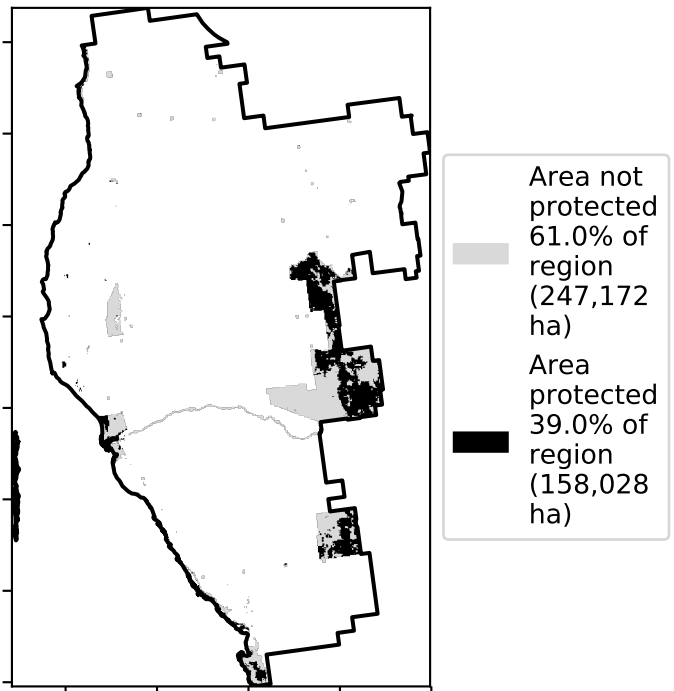 Area not
protected
61.0% of
region
(247,172
ha)
Area
protected
39.0% of
region
(158,028
ha)